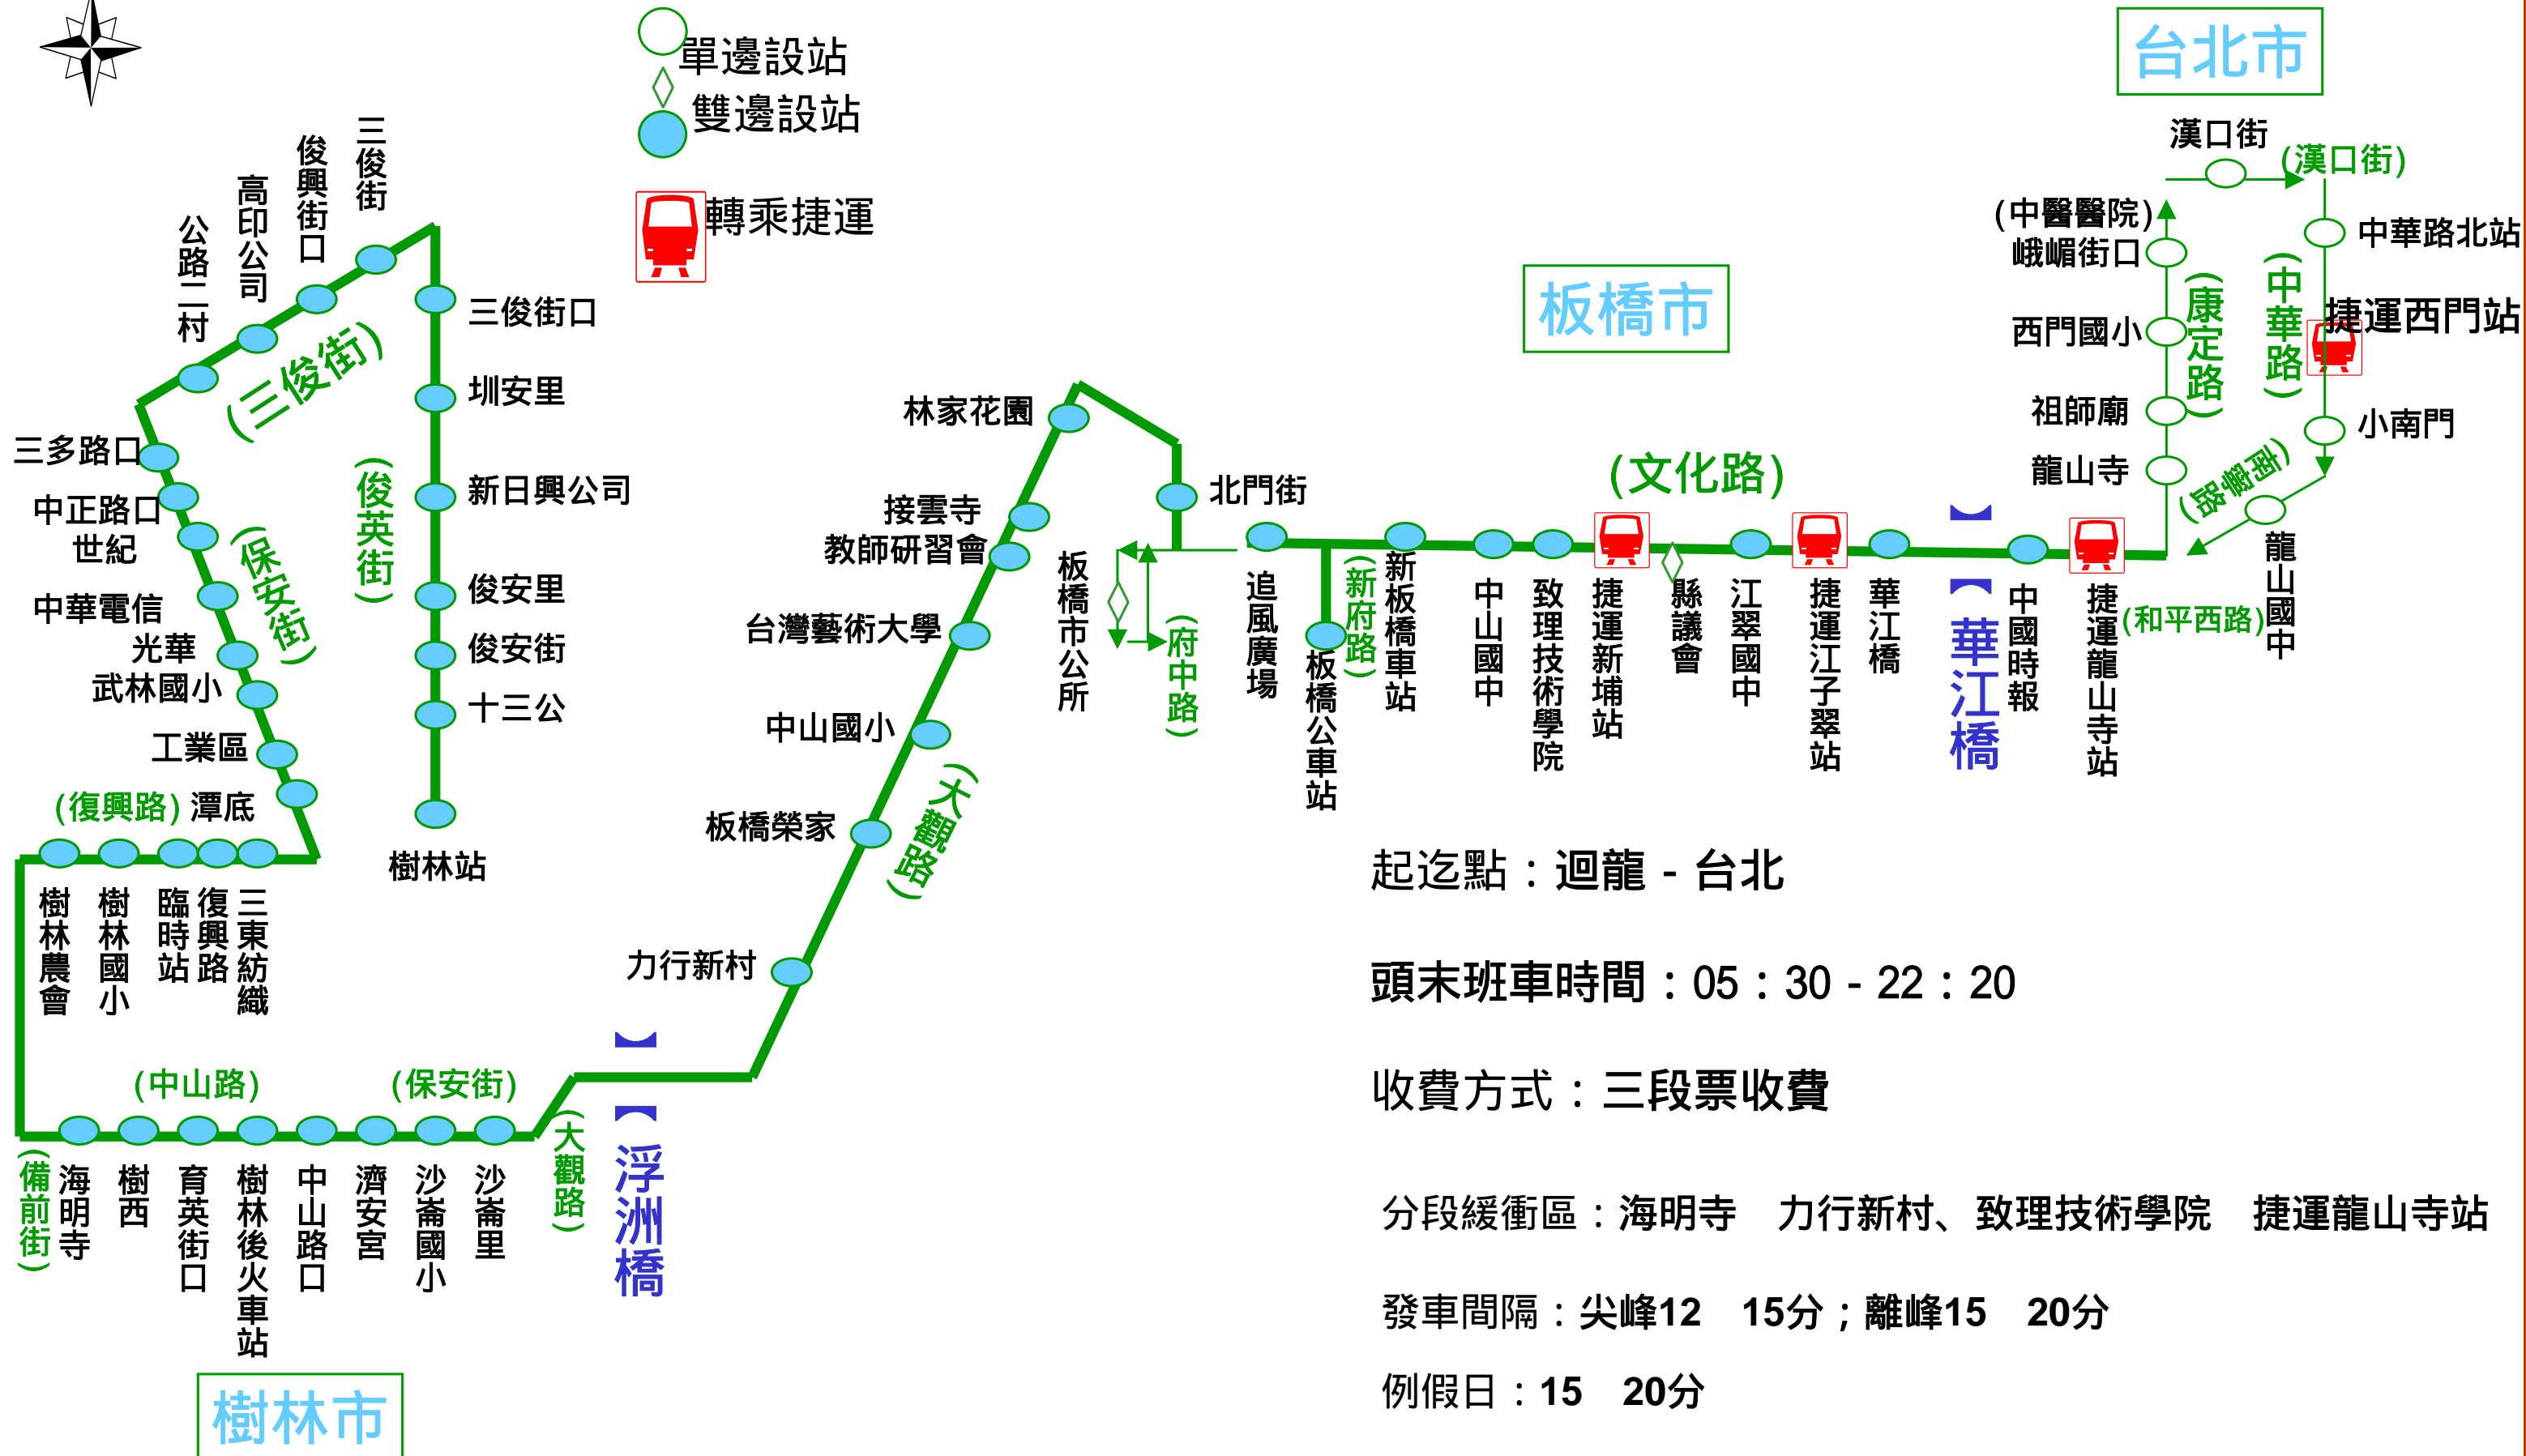 單邊設站
雙邊設站
轉乘捷運
台北市
板橋市
樹林市
三俊街
俊興街口
高印公司
公路二村
(三俊街)
三俊街口
圳安里
新日興公司
(俊英街)
俊安里
俊安街
十三公
樹林站
三多路口
中正路口
世紀
(保安街)
中華電信
光華
武林國小
工業區
(復興路)
潭底
樹林農會
樹林國小
臨時站
復興路
三東紡織
(中山路)
(保安街)
(備前街)
海明寺
樹西
育英街口
樹林後火車站
中山路口
濟安宮
沙崙國小
沙崙里
(大觀路)
【】浮洲橋
力行新村
板橋榮家
(大觀路)
中山國小
台灣藝術大學
教師研習會
接雲寺
林家花園
北門街
板橋市公所
(府中路)
追風廣場
板橋公車站
(新府路)
新板橋車站
(文化路)
中山國中
致理技術學院
捷運新埔站
縣議會
江翠國中
捷運江子翠站
華江橋
【】華江橋
中國時報
捷運龍山寺站
(和平西路)
龍山寺
祖師廟
西門國小
(中醫醫院)
峨嵋街口
(康定路)
漢口街
(漢口街)
中華路北站
(中華路)
捷運西門站
小南門
(南寧路)
龍山國中
起迄點：迴龍 - 台北
頭末班車時間：05：30 - 22：20
收費方式：三段票收費
分段緩衝區：海明寺　力行新村、致理技術學院　捷運龍山寺站
發車間隔：尖峰12　15分；離峰15　20分
例假日：15　20分